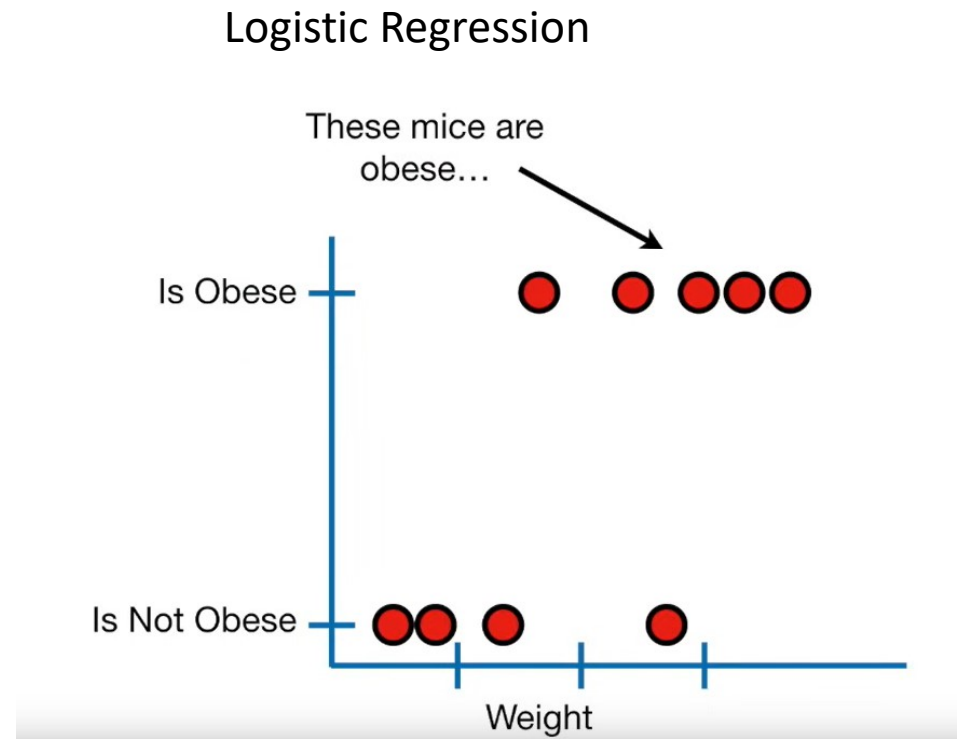 Logistic Regression
These mice are
obese...
Is Obese
Is Not Obese
Weight